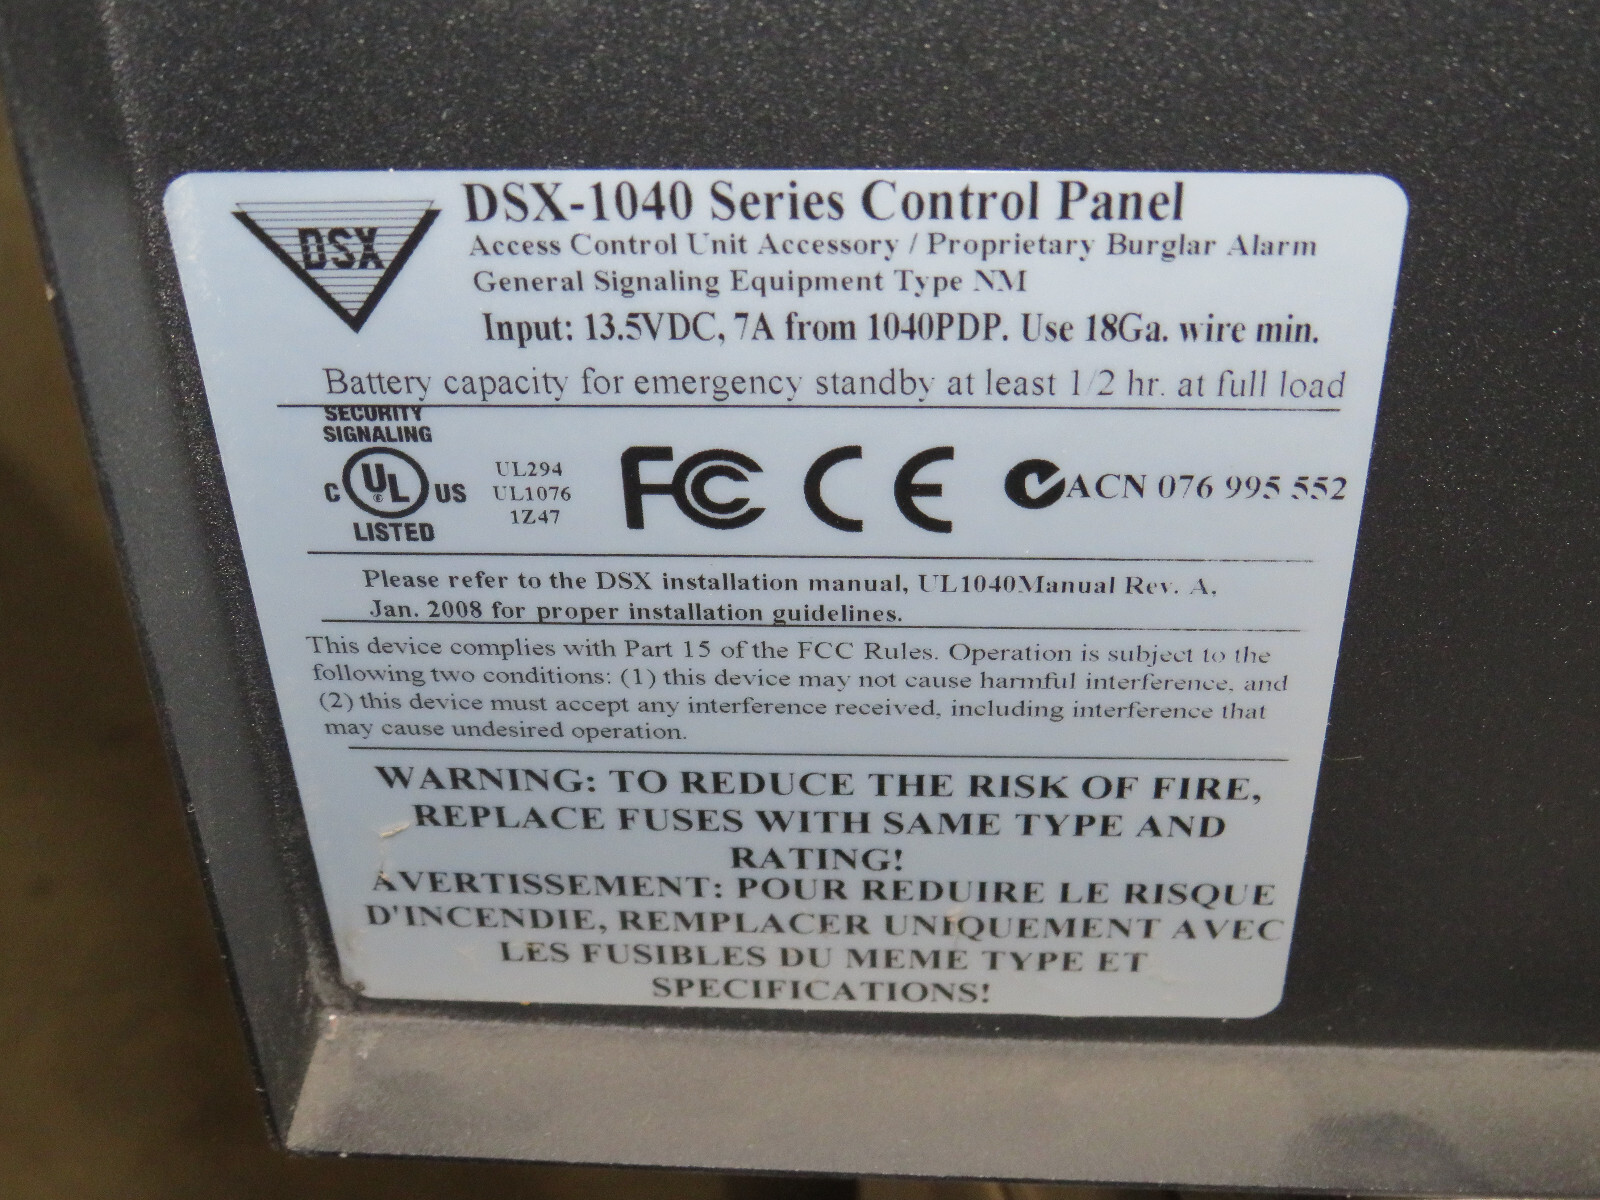 DSX
DSX-1040 Series Control Panel
Access Control Unit Accessory / Proprietary Burglar Alarm
General Signaling Equipment Type NM
Input: 13.5VDC, 7A from 1040PDP. Use 18Ga. wire min.
Battery capacity for emergency standby at least 1/2 hr. at full load
SECURITY
SIGNALING
C UL US
LISTED
UL294
UL1076
1Z47
FC CE
ACN 076 995 552
Please refer to the DSX installation manual, UL1040Manual Rev. A,
Jan. 2008 for proper installation guidelines.
This device complies with Part 15 of the FCC Rules. Operation is subject to the
following two conditions: (1) this device may not cause harmful interference, and
(2) this device must accept any interference received, including interference that
may cause undesired operation.
WARNING: TO REDUCE THE RISK OF FIRE,
REPLACE FUSES WITH SAME TYPE AND
RATING!
AVERTISSEMENT: POUR REDUIRE LE RISQUE
D'INCENDIE, REMPLACER UNIQUEMENT AVEC
LES FUSIBLES DU MEME TYPE ET
SPECIFICATIONS!